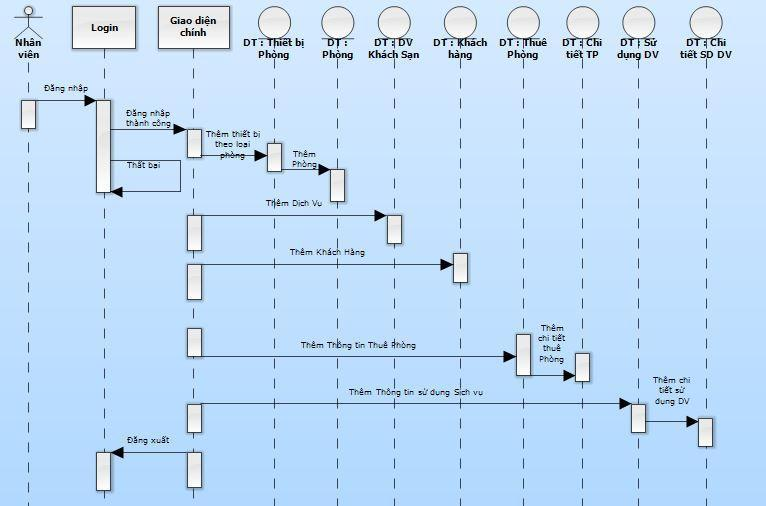 Nhân
viên
Login
Giao diện
chính
DT : Thiết bị
Phòng
DT :
Phòng
DT : DV
Khách Sạn
DT : Khách
hàng
DT : Thuê
Phòng
DT : Chi
tiết TP
DT : Sử
dụng DV
DT : Chi
tiết SD DV
Đăng nhập
Đăng nhập
thành công
Thêm thiết bị
theo loại
phòng
Thêm
Phòng
Thất bại
Thêm Dịch Vụ
Thêm Khách Hàng
Thêm Thông tin Thuê Phòng
Thêm
chi tiết
thuê
Phòng
Thêm Thông tin sử dụng Sịch vụ
Thêm chi
tiết sử
dụng DV
Đăng xuất